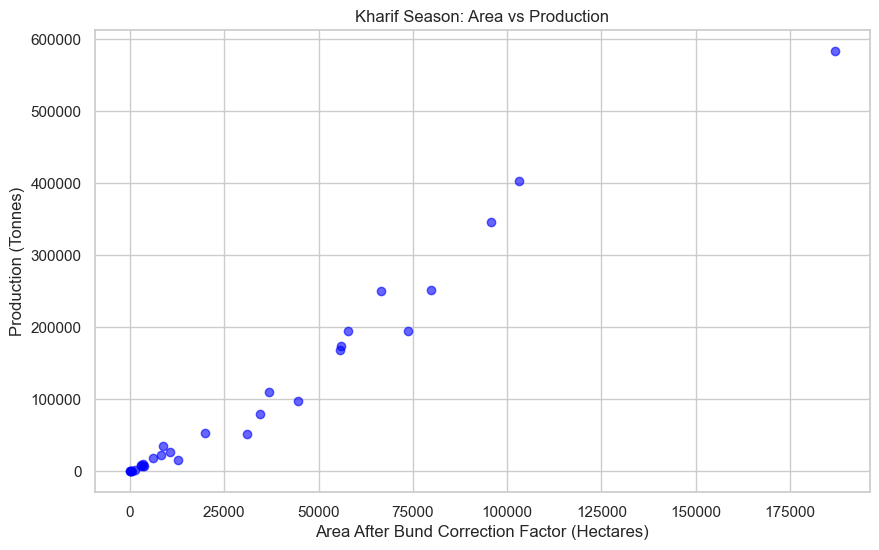 Kharif Season: Area vs Production
Production (Tonnes)
600000
500000
400000
300000
200000
100000
0
0 25000 50000 75000 100000 125000 150000 175000
Area After Bund Correction Factor (Hectares)